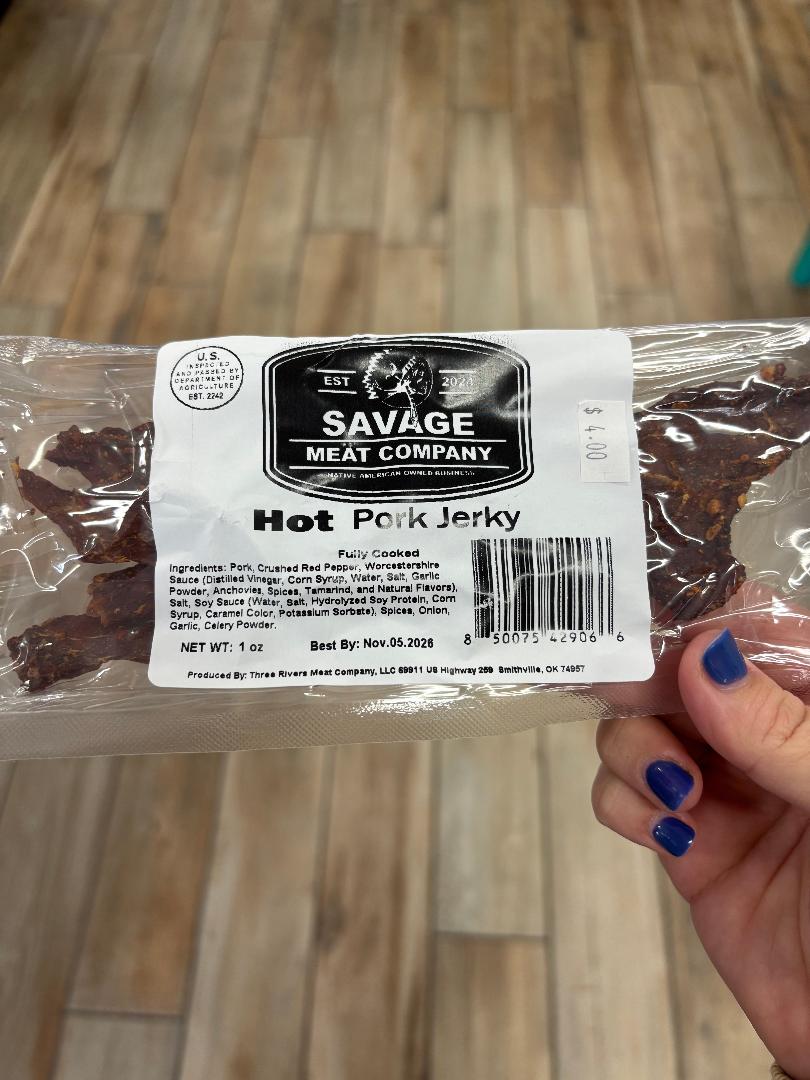 U.S.
INSPECTED
AND PASSED BY
DEPARTMENT OF
AGRICULTURE
EST. 2242
EST 2024
SAVAGE
MEAT COMPANY
NATIVE AMERICAN OWNED BUSINESS
$4.00
Hot Pork Jerky
Fully Cooked
Ingredients: Pork, Crushed Red Pepper, Worcestershire
Sauce (Distilled Vinegar, Corn Syrup, Water, Salt, Garlic
Powder, Anchovies, Spices, Tamarind, and Natural Flavors),
Salt, Soy Sauce (Water, Salt, Hydrolyzed Soy Protein, Corn
Syrup, Caramel Color, Potassium Sorbate), Spices, Onion,
Garlic, Celery Powder.
8 50075 42906 6
NET WT: 1 oz Best By: Nov.05.2026
Produced By: Three Rivers Meat Company, LLC 69911 US Highway 259 Smithville, OK 74957